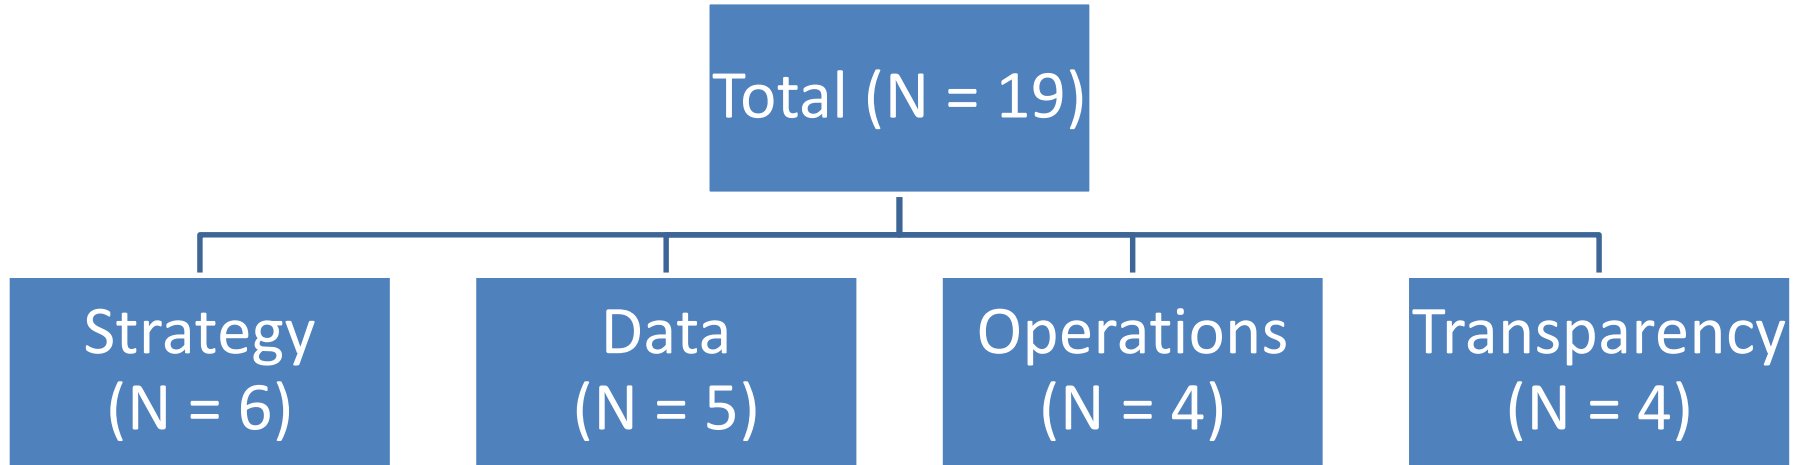 Total (N = 19)
Strategy
(N = 6)
Data
(N = 5)
Operations
(N = 4)
Transparency
(N = 4)